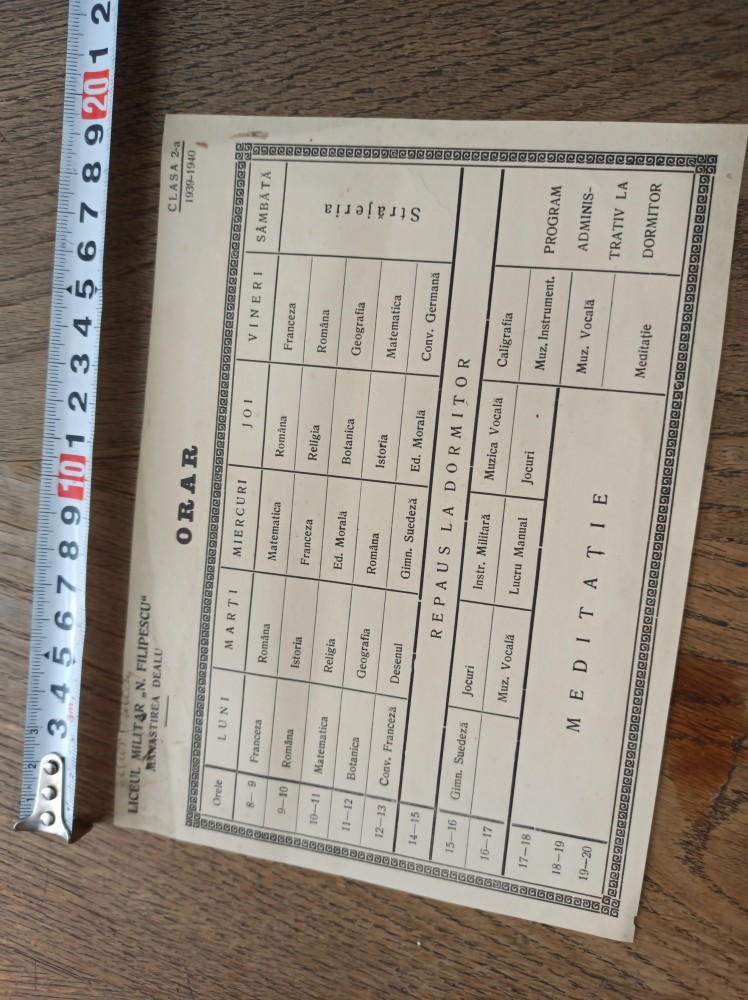 LICEUL MILITAR „N. FILIPESCU“
MÂNĂSTIREA DEALU
CLASA 2-a
1939-1940
ORAR
Orele LUNI MARȚI MIERCURI JOI VINERI SÂMBĂTĂ
8—9 Franceza Româna Matematica Româna Franceza
9—10 Româna Istoria Franceza Religia Româna
10—11 Matematica Religia Ed. Morală Botanica Geografia
11—12 Botanica Geografia Româna Istoria Matematica
12—13 Conv. Franceză Desenul Gimn. Suedeză Ed. Morală Conv. Germană
Străjeria
14—15 REPAUS LA DORMITOR
15—16 Gimn. Suedeză Jocuri Instr. Militară Muzica Vocală Caligrafia
16—17 Muz. Vocală Lucru Manual Jocuri Muz. Instrument.
17—18 Muz. Vocală
18—19 MEDITAȚIE
19—20 Meditație
PROGRAM
ADMINIS-
TRATIV LA
DORMITOR
1 2 3
3 4 5 6 7 8 9 10 1 2 3 4 5 6 7 8 9 20 1 2